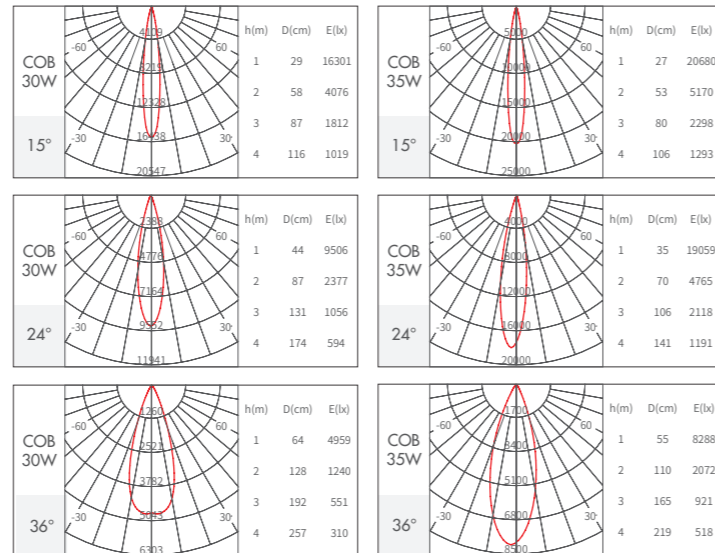 COB
30W
15°
4109
8219
12328
16438
20547
-60
60
-30
30
h(m) D(cm) E(lx)
1 29 16301
2 58 4076
3 87 1812
4 116 1019
COB
35W
15°
5000
10000
15000
20000
25000
-60
60
-30
30
h(m) D(cm) E(lx)
1 27 20680
2 53 5170
3 80 2298
4 106 1293
COB
30W
24°
2388
4776
7164
9552
11941
-60
60
-30
30
h(m) D(cm) E(lx)
1 44 9506
2 87 2377
3 131 1056
4 174 594
COB
35W
24°
4000
8000
12000
16000
20000
-60
60
-30
30
h(m) D(cm) E(lx)
1 35 19059
2 70 4765
3 106 2118
4 141 1191
COB
30W
36°
1260
2521
3782
5043
6303
-60
60
-30
30
h(m) D(cm) E(lx)
1 64 4959
2 128 1240
3 192 551
4 257 310
COB
35W
36°
1700
3400
5100
6800
8500
-60
60
-30
30
h(m) D(cm) E(lx)
1 55 8288
2 110 2072
3 165 921
4 219 518